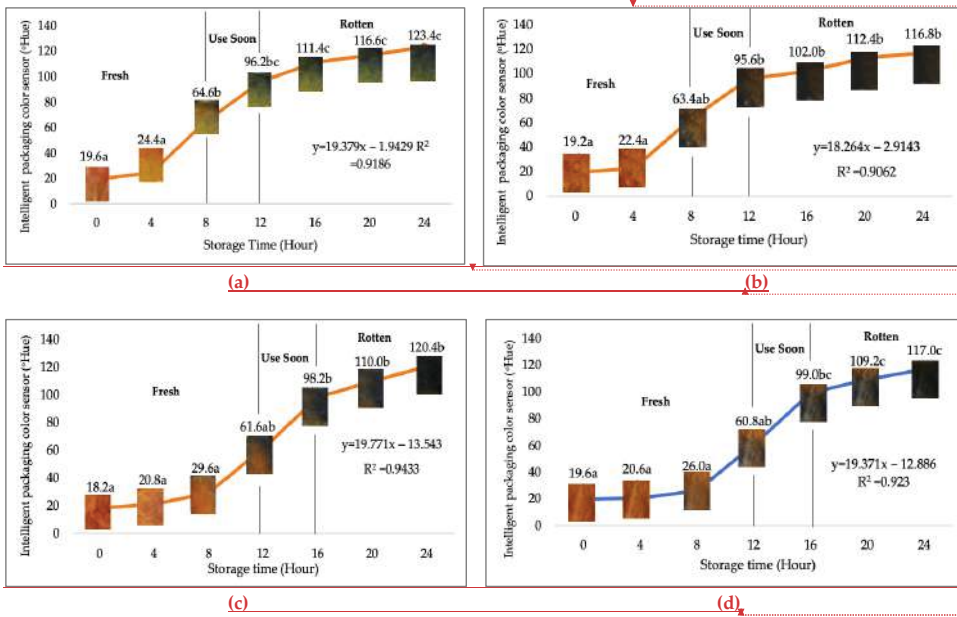 Intelligent packaging color sensor (°Hue)
140
120
100
80
60
40
20
0
Fresh
Use Soon
Rotten
19.6a
24.4a
64.6b
96.2bc
111.4c
116.6c
123.4c
y=19.379x − 1.9429 R²
=0.9186
0 4 8 12 16 20 24
Storage Time (Hour)
(a)
Intelligent packaging color sensor (°Hue)
140
120
100
80
60
40
20
0
Fresh
Use Soon
Rotten
19.2a
22.4a
63.4ab
95.6b
102.0b
112.4b
116.8b
y=18.264x − 2.9143
R² =0.9062
0 4 8 12 16 20 24
Storage time (Hour)
(b)
Intelligent packaging color sensor (°Hue)
140
120
100
80
60
40
20
0
Fresh
Use Soon
Rotten
18.2a
20.8a
29.6a
61.6ab
98.2b
110.0b
120.4b
y=19.771x − 13.543
R² =0.9433
0 4 8 12 16 20 24
Storage time (Hour)
(c)
Intelligent packaging color sensor (°Hue)
140
120
100
80
60
40
20
0
Fresh
Use Soon
Rotten
19.6a
20.6a
26.0a
60.8ab
99.0bc
109.2c
117.0c
y=19.371x − 12.886
R² =0.923
0 4 8 12 16 20 24
Storage time (Hour)
(d)